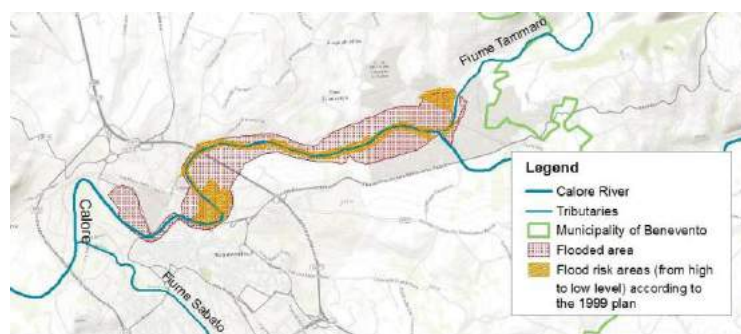 Fiume Tammaro
Calore
Fiume Sabato
Legend
Calore River
Tributaries
Municipality of Benevento
Flooded area
Flood risk areas (from high
to low level) according to
the 1999 plan